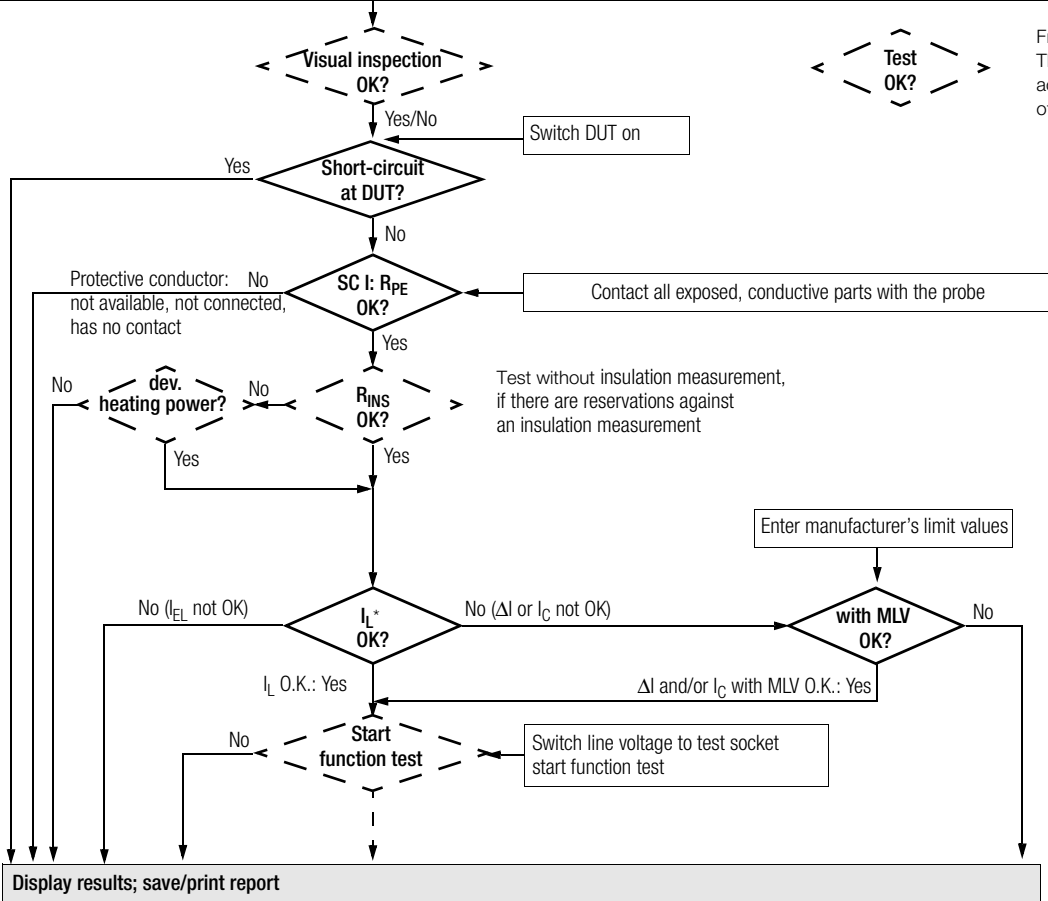 Visual inspection
OK?
Test
OK?
Yes/No
Switch DUT on
Yes
Short-circuit
at DUT?
No
Protective conductor: No
not available, not connected,
has no contact
SC I: RPE
OK?
Contact all exposed, conductive parts with the probe
Yes
No
dev.
heating power?
No
RINS
OK?
Test without insulation measurement,
if there are reservations against
an insulation measurement
Yes
Yes
Enter manufacturer's limit values
No (IEL not OK)
IL*
OK?
No (ΔI or IC not OK)
with MLV
OK?
No
IL O.K.: Yes
ΔI and/or IC with MLV O.K.: Yes
No
Start
function test
Switch line voltage to test socket
start function test
Display results; save/print report